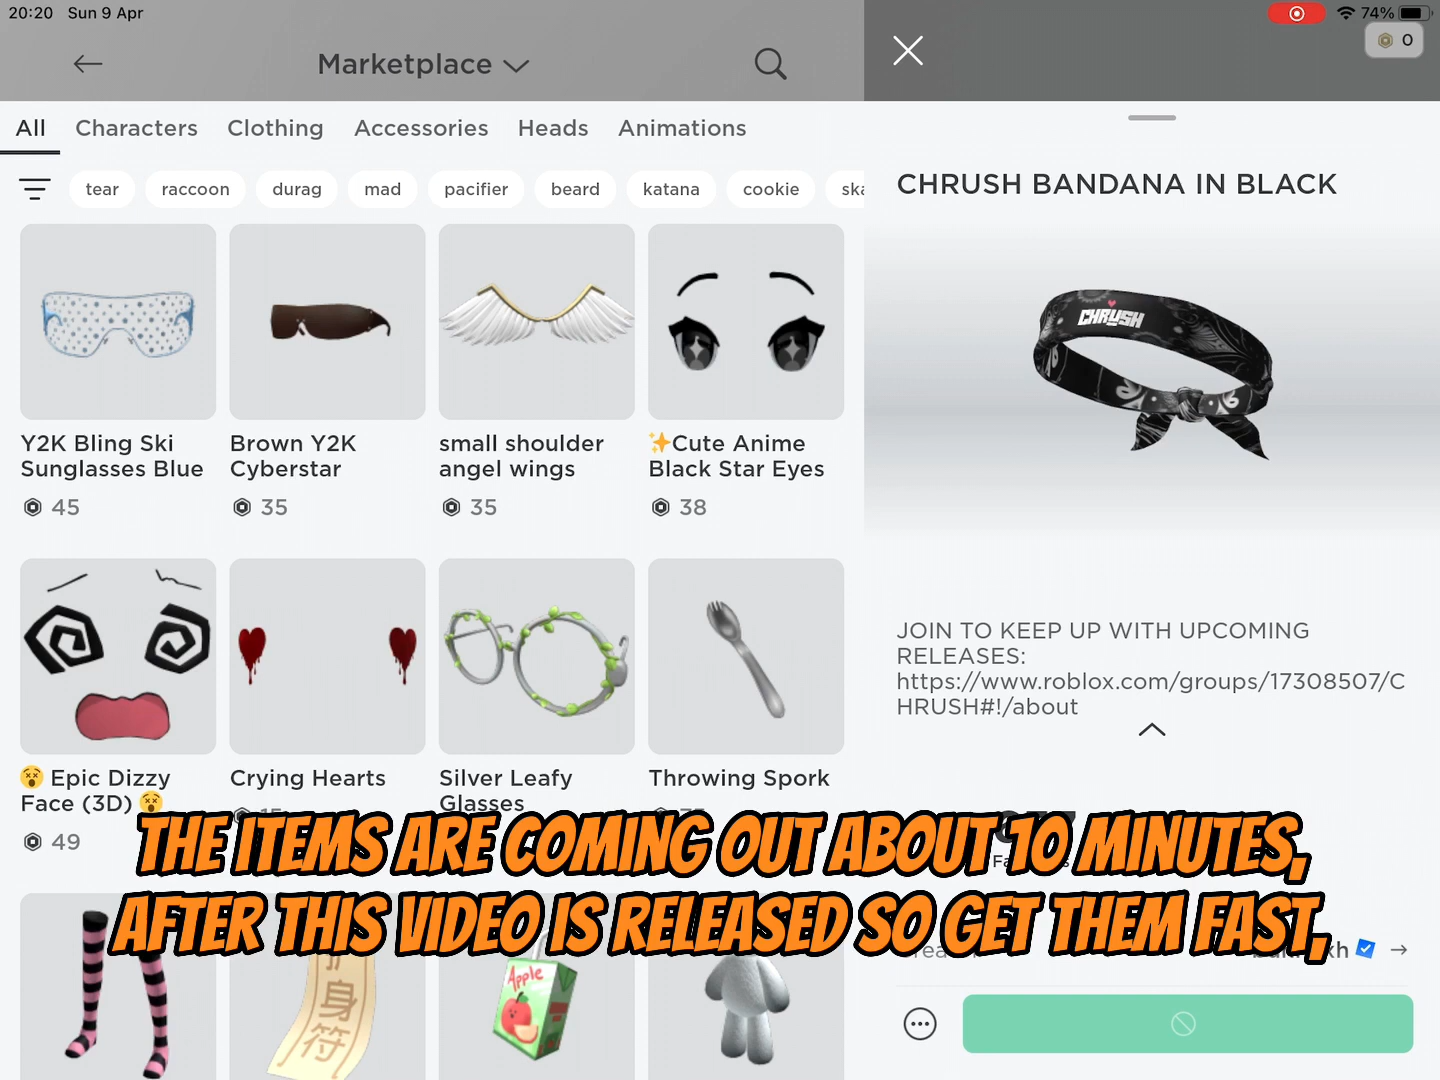 20:20 Sun 9 Apr
74%
0
Marketplace
All Characters Clothing Accessories Heads Animations
tear raccoon durag mad pacifier beard katana cookie
Y2K Bling Ski
Sunglasses Blue
45
Brown Y2K
Cyberstar
35
small shoulder
angel wings
35
✨Cute Anime
Black Star Eyes
38
😵 Epic Dizzy
Face (3D) 😵
49
Crying Hearts
Silver Leafy
Glasses
Throwing Spork
身
符
Apple
CHRUSH BANDANA IN BLACK
CHRUSH
JOIN TO KEEP UP WITH UPCOMING
RELEASES:
https://www.roblox.com/groups/17308507/C
HRUSH#!/about
THE ITEMS ARE COMING OUT ABOUT 10 MINUTES,
AFTER THIS VIDEO IS RELEASED SO GET THEM FAST,